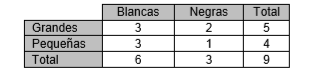 Blancas Negras Total
Grandes 3 2 5
Pequeñas 3 1 4
Total 6 3 9